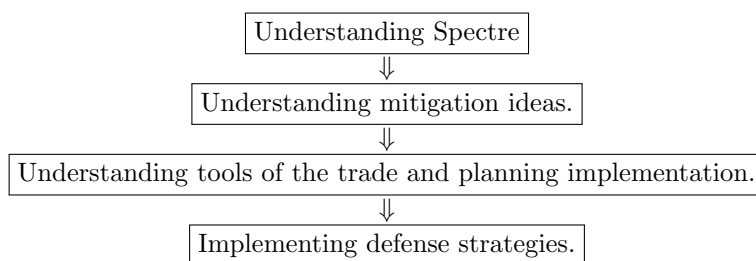 Understanding Spectre
⇓
Understanding mitigation ideas.
⇓
Understanding tools of the trade and planning implementation.
⇓
Implementing defense strategies.